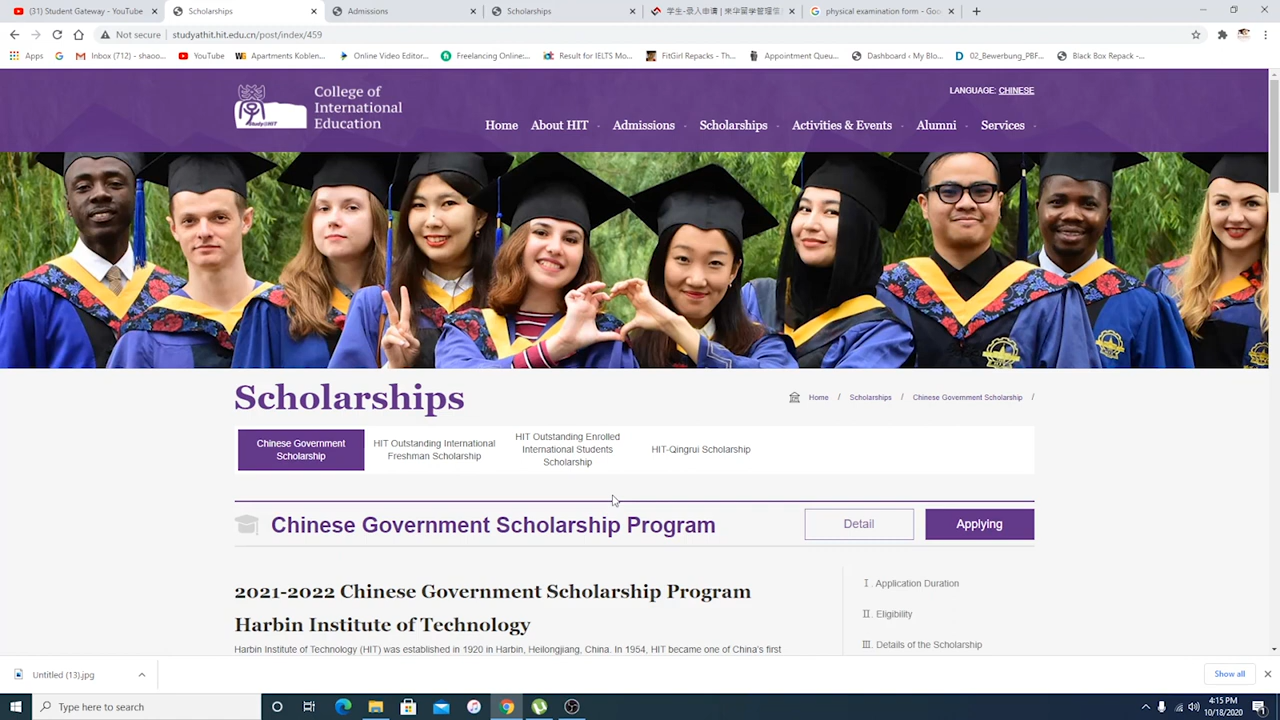 (31) Student Gateway - YouTube
Scholarships
Admissions
Scholarships
physical examination form - Goo
Not secure
studyathit.hit.edu.cn/post/index/459
Apps
Inbox (712) - shaoo...
YouTube
Apartments Koblen...
Online Video Editor...
Freelancing Online:...
Result for IELTS Mo...
FitGirl Repacks - Th...
Appointment Queu...
Dashboard ‹ My Blo...
02_Bewerbung_PBF...
Black Box Repack -...
College of
International
Education
LANGUAGE: CHINESE
Home
About HIT
Admissions
Scholarships
Activities & Events
Alumni
Services
Scholarships
Home / Scholarships / Chinese Government Scholarship /
Chinese Government
Scholarship
HIT Outstanding International
Freshman Scholarship
HIT Outstanding Enrolled
International Students
Scholarship
HIT-Qingrui Scholarship
Chinese Government Scholarship Program
Detail
Applying
2021-2022 Chinese Government Scholarship Program
Harbin Institute of Technology
Harbin Institute of Technology (HIT) was established in 1920 in Harbin, Heilongjiang, China. In 1954, HIT became one of China's first
Ⅰ. Application Duration
Ⅱ. Eligibility
Ⅲ. Details of the Scholarship
Untitled (13).jpg
Show all
Type here to search
4:15 PM
10/18/2020